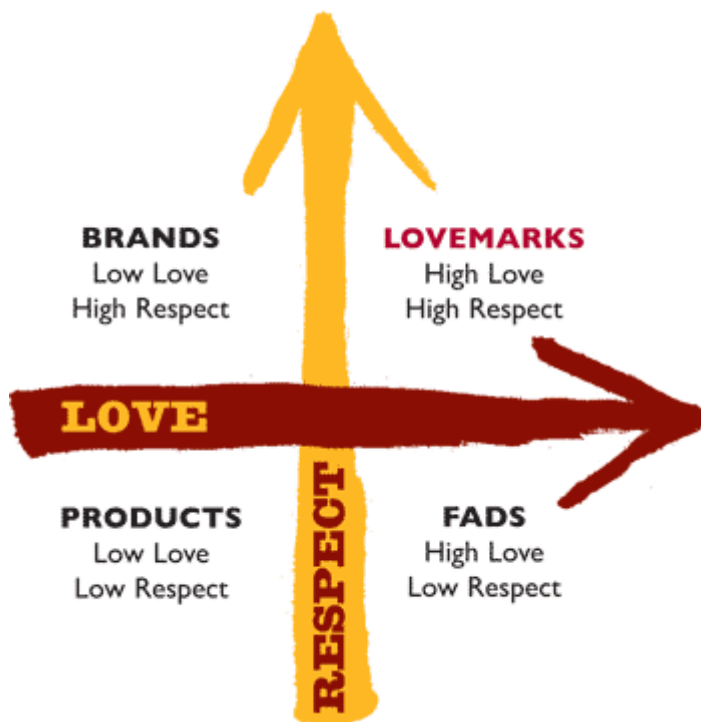 BRANDS
Low Love
High Respect
LOVEMARKS
High Love
High Respect
LOVE
RESPECT
PRODUCTS
Low Love
Low Respect
FADS
High Love
Low Respect